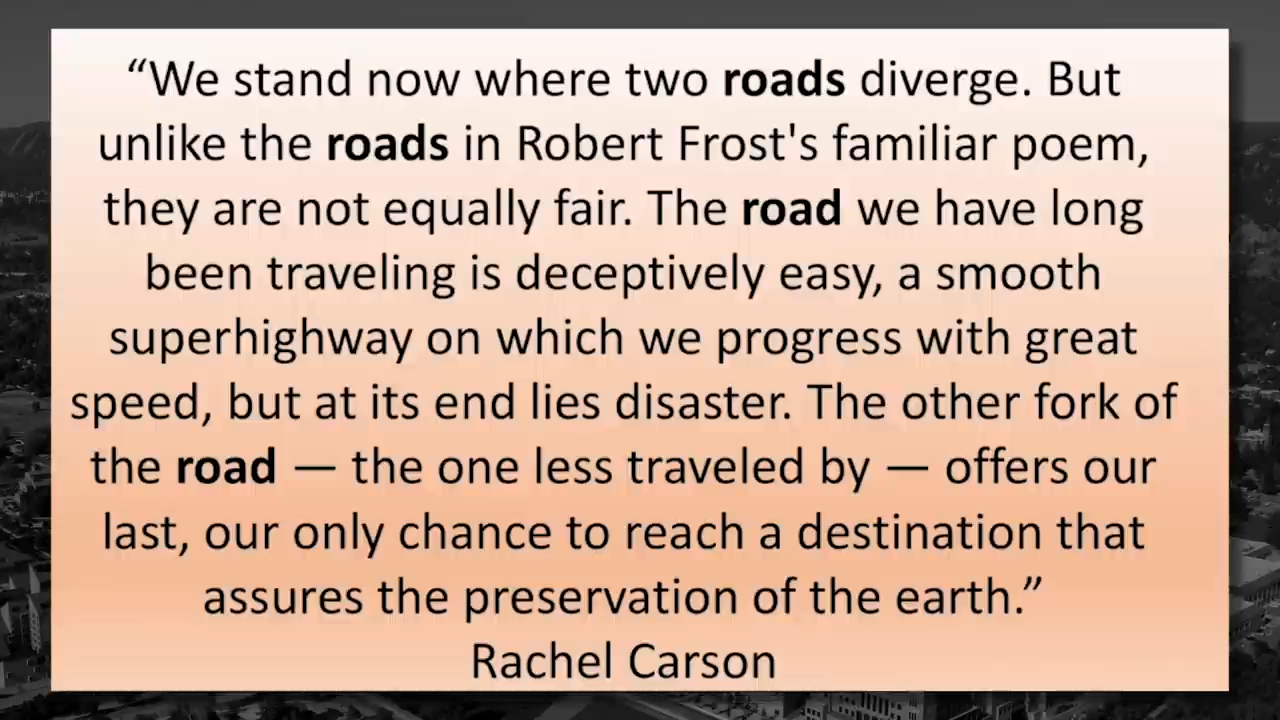 “We stand now where two roads diverge. But
unlike the roads in Robert Frost's familiar poem,
they are not equally fair. The road we have long
been traveling is deceptively easy, a smooth
superhighway on which we progress with great
speed, but at its end lies disaster. The other fork of
the road — the one less traveled by — offers our
last, our only chance to reach a destination that
assures the preservation of the earth.”
Rachel Carson